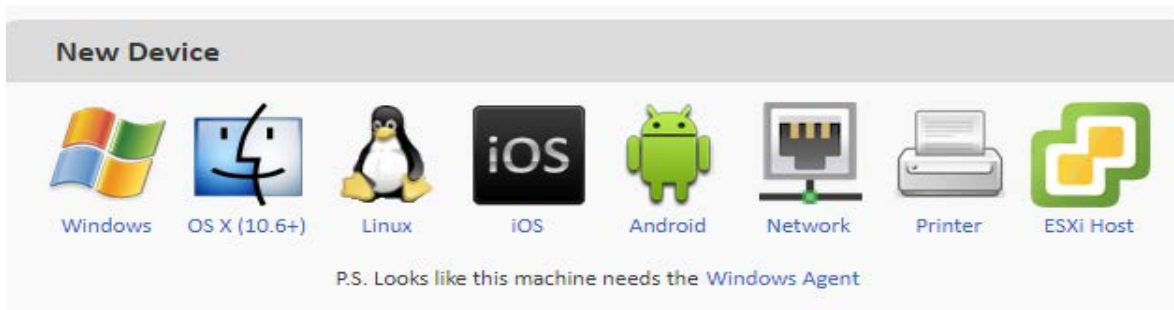 New Device
iOS
Windows OS X (10.6+) Linux iOS Android Network Printer ESXi Host
P.S. Looks like this machine needs the Windows Agent